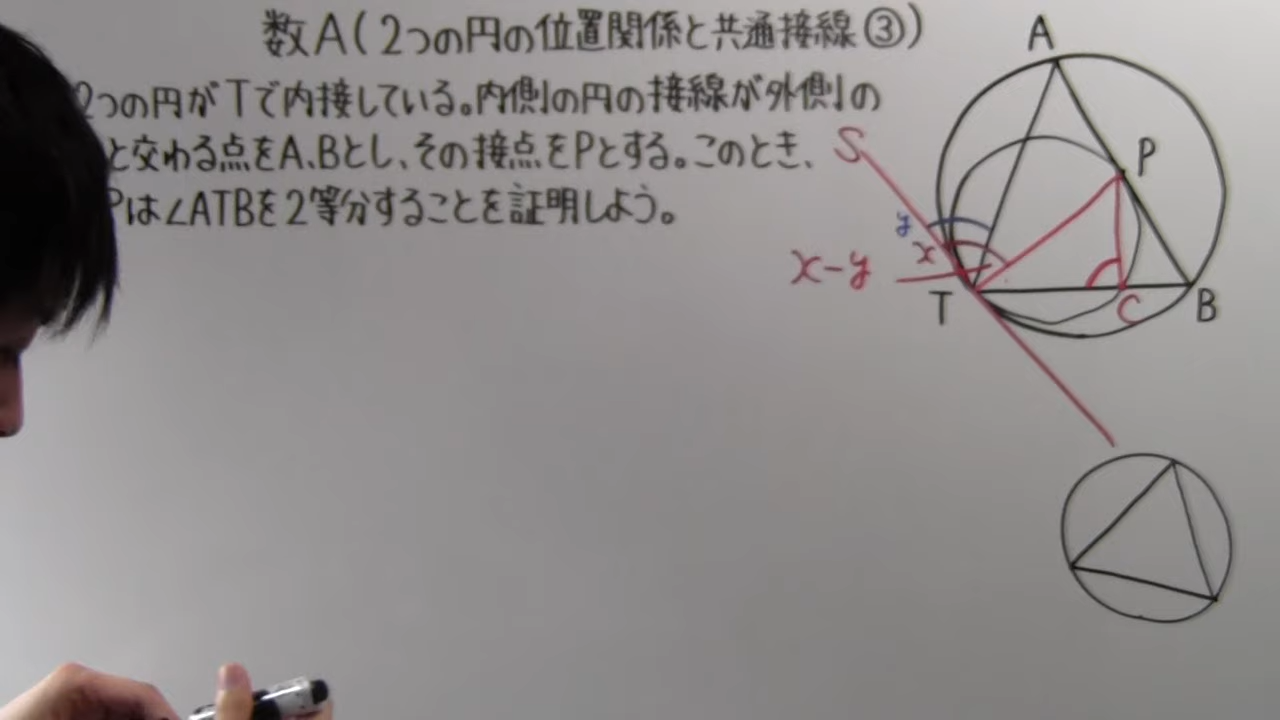 数A(2つの円の位置関係と共通接線③)
2つの円がTで内接している。内側の円の接線が外側の
と交わる点をA、Bとし、その接点をPとする。このとき、
Pは∠ATBを2等分することを証明しよう。
A
S
P
y
x
x-y
T
C
B